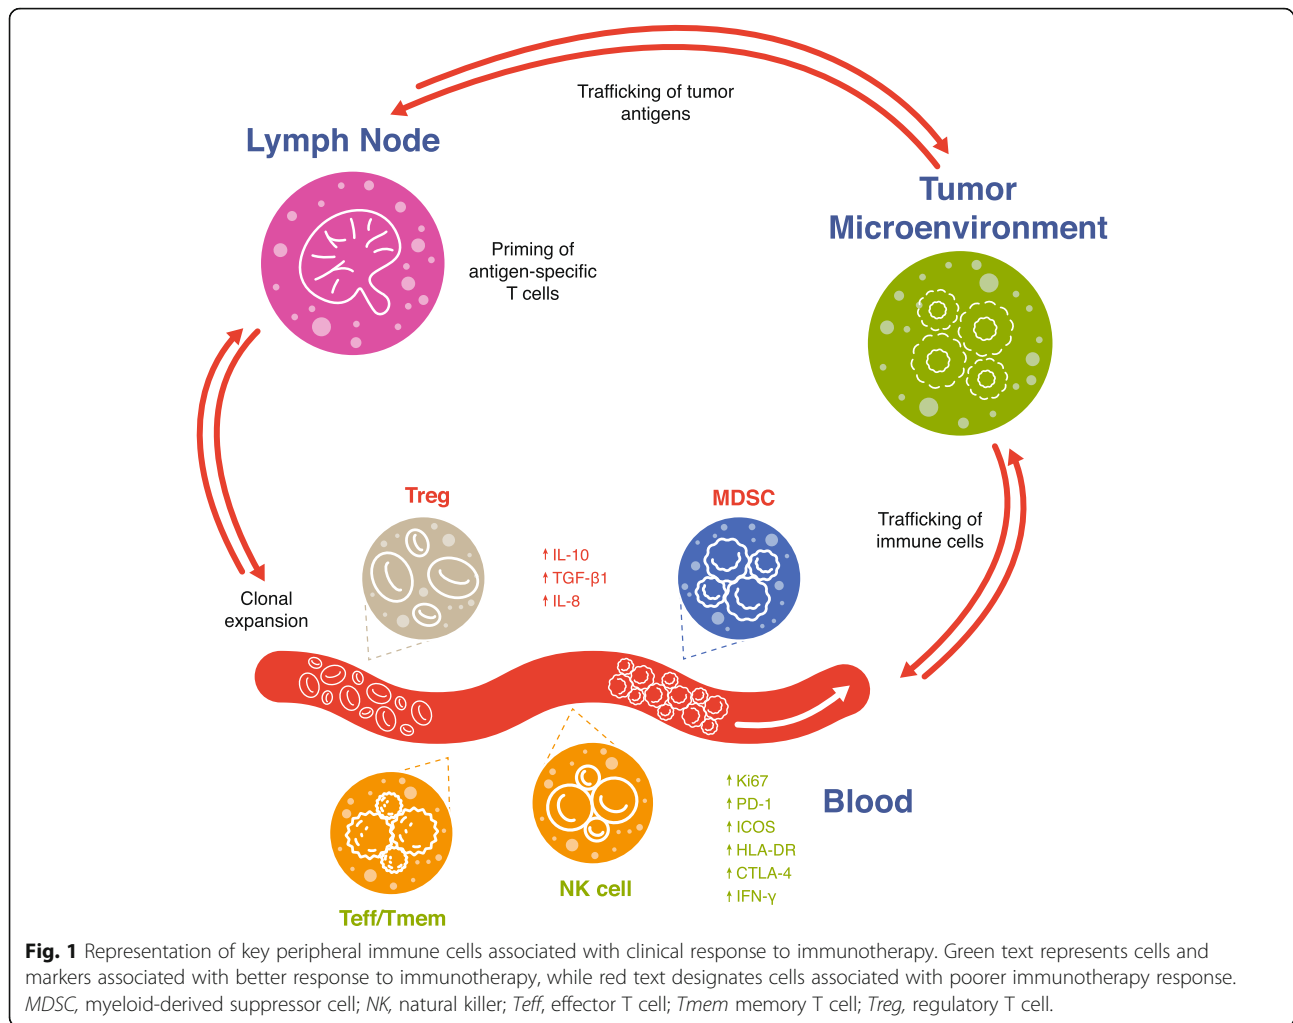 Trafficking of tumor
antigens
Lymph Node
Tumor
Microenvironment
Priming of
antigen-specific
T cells
Treg
MDSC
↑ IL-10
↑ TGF-β1
↑ IL-8
Trafficking of
immune cells
Clonal
expansion
↑ Ki67
↑ PD-1
↑ ICOS
↑ HLA-DR
↑ CTLA-4
↑ IFN-γ
Blood
NK cell
Teff/Tmem
Fig. 1 Representation of key peripheral immune cells associated with clinical response to immunotherapy. Green text represents cells and
markers associated with better response to immunotherapy, while red text designates cells associated with poorer immunotherapy response.
MDSC, myeloid-derived suppressor cell; NK, natural killer; Teff, effector T cell; Tmem memory T cell; Treg, regulatory T cell.